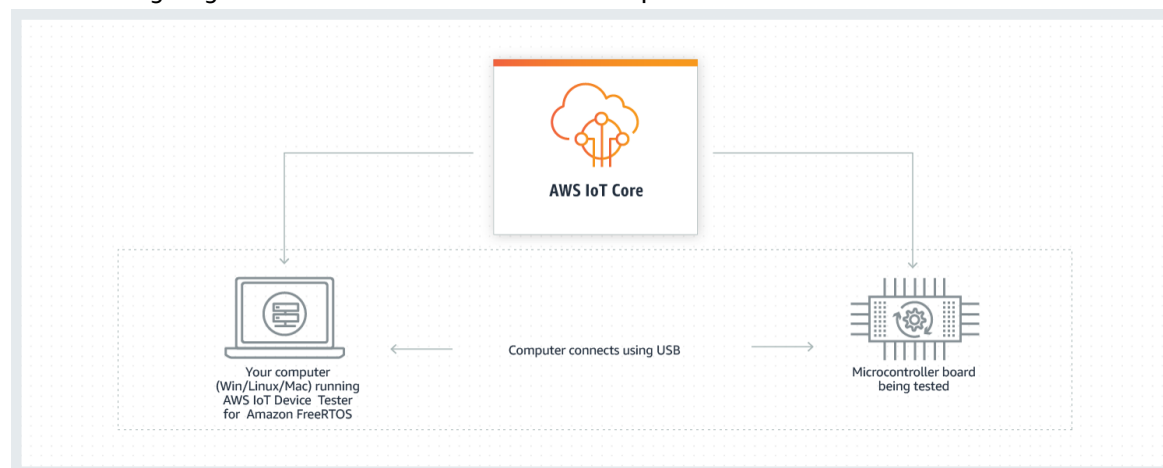 AWS IoT Core
Computer connects using USB
Your computer
(Win/Linux/Mac) running
AWS IoT Device Tester
for Amazon FreeRTOS
Microcontroller board
being tested